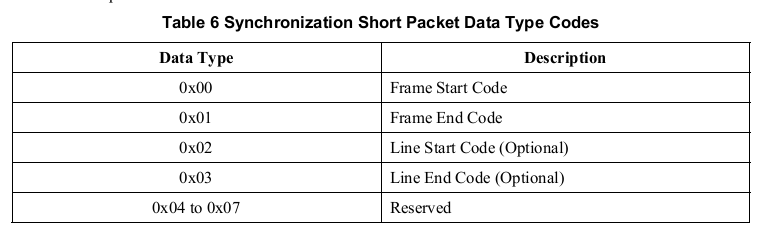 Table 6 Synchronization Short Packet Data Type Codes
Data Type Description
0x00 Frame Start Code
0x01 Frame End Code
0x02 Line Start Code (Optional)
0x03 Line End Code (Optional)
0x04 to 0x07 Reserved